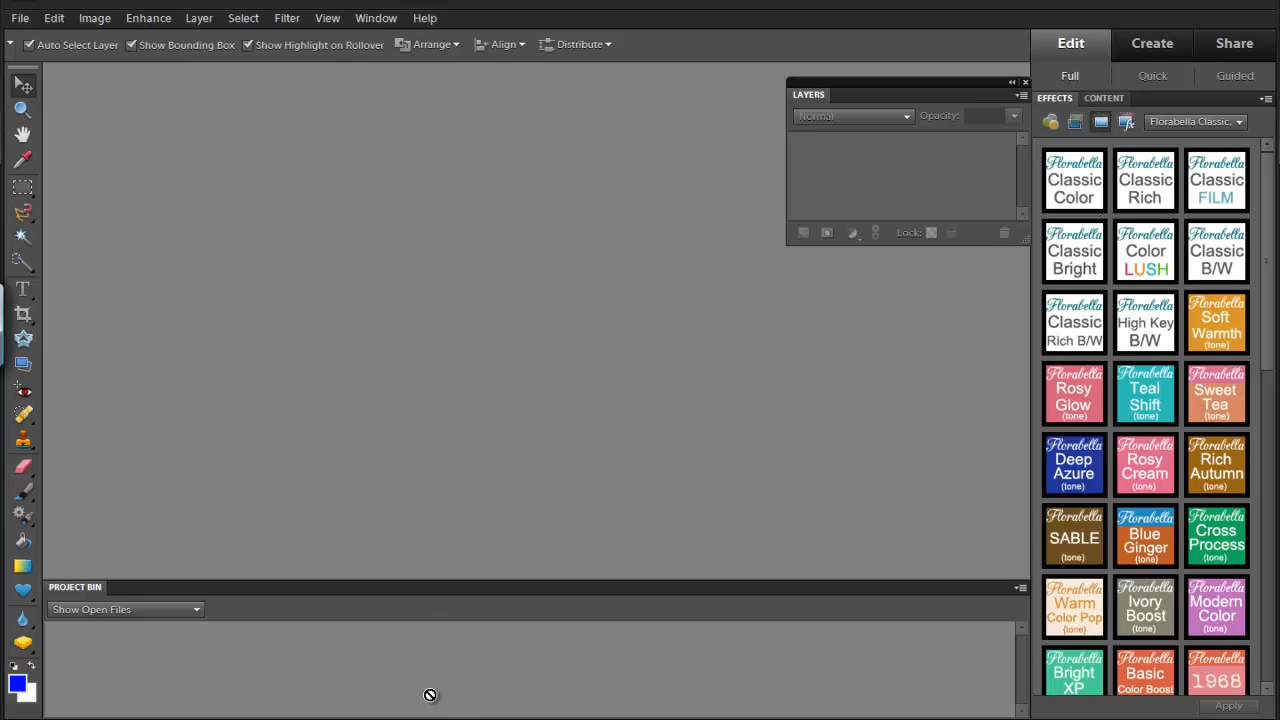 File Edit Image Enhance Layer Select Filter View Window Help
Auto Select Layer Show Bounding Box Show Highlight on Rollover Arrange Align Distribute
Edit Create Share
Full Quick Guided
EFFECTS CONTENT
Florabella Classic.
LAYERS
Normal Opacity:
Lock:
Florabella
Classic
Color
Florabella
Classic
Rich
Florabella
Classic
FILM
Florabella
Classic
Bright
Florabella
Color
LUSH
Florabella
Classic
B/W
Florabella
Classic
Rich B/W
Florabella
High Key
B/W
Florabella
Soft
Warmth
(tone)
Florabella
Rosy
Glow
(tone)
Florabella
Teal
Shift
(tone)
Florabella
Sweet
Tea
(tone)
Florabella
Deep
Azure
(tone)
Florabella
Rosy
Cream
(tone)
Florabella
Rich
Autumn
(tone)
Florabella
SABLE
(tone)
Florabella
Blue
Ginger
(tone)
Florabella
Cross
Process
(tone)
Florabella
Warm
Color Pop
(tone)
Florabella
Ivory
Boost
(tone)
Florabella
Modern
Color
(tone)
Florabella
Bright
XP
Florabella
Basic
Color Boost
Florabella
1968
Apply
PROJECT BIN
Show Open Files